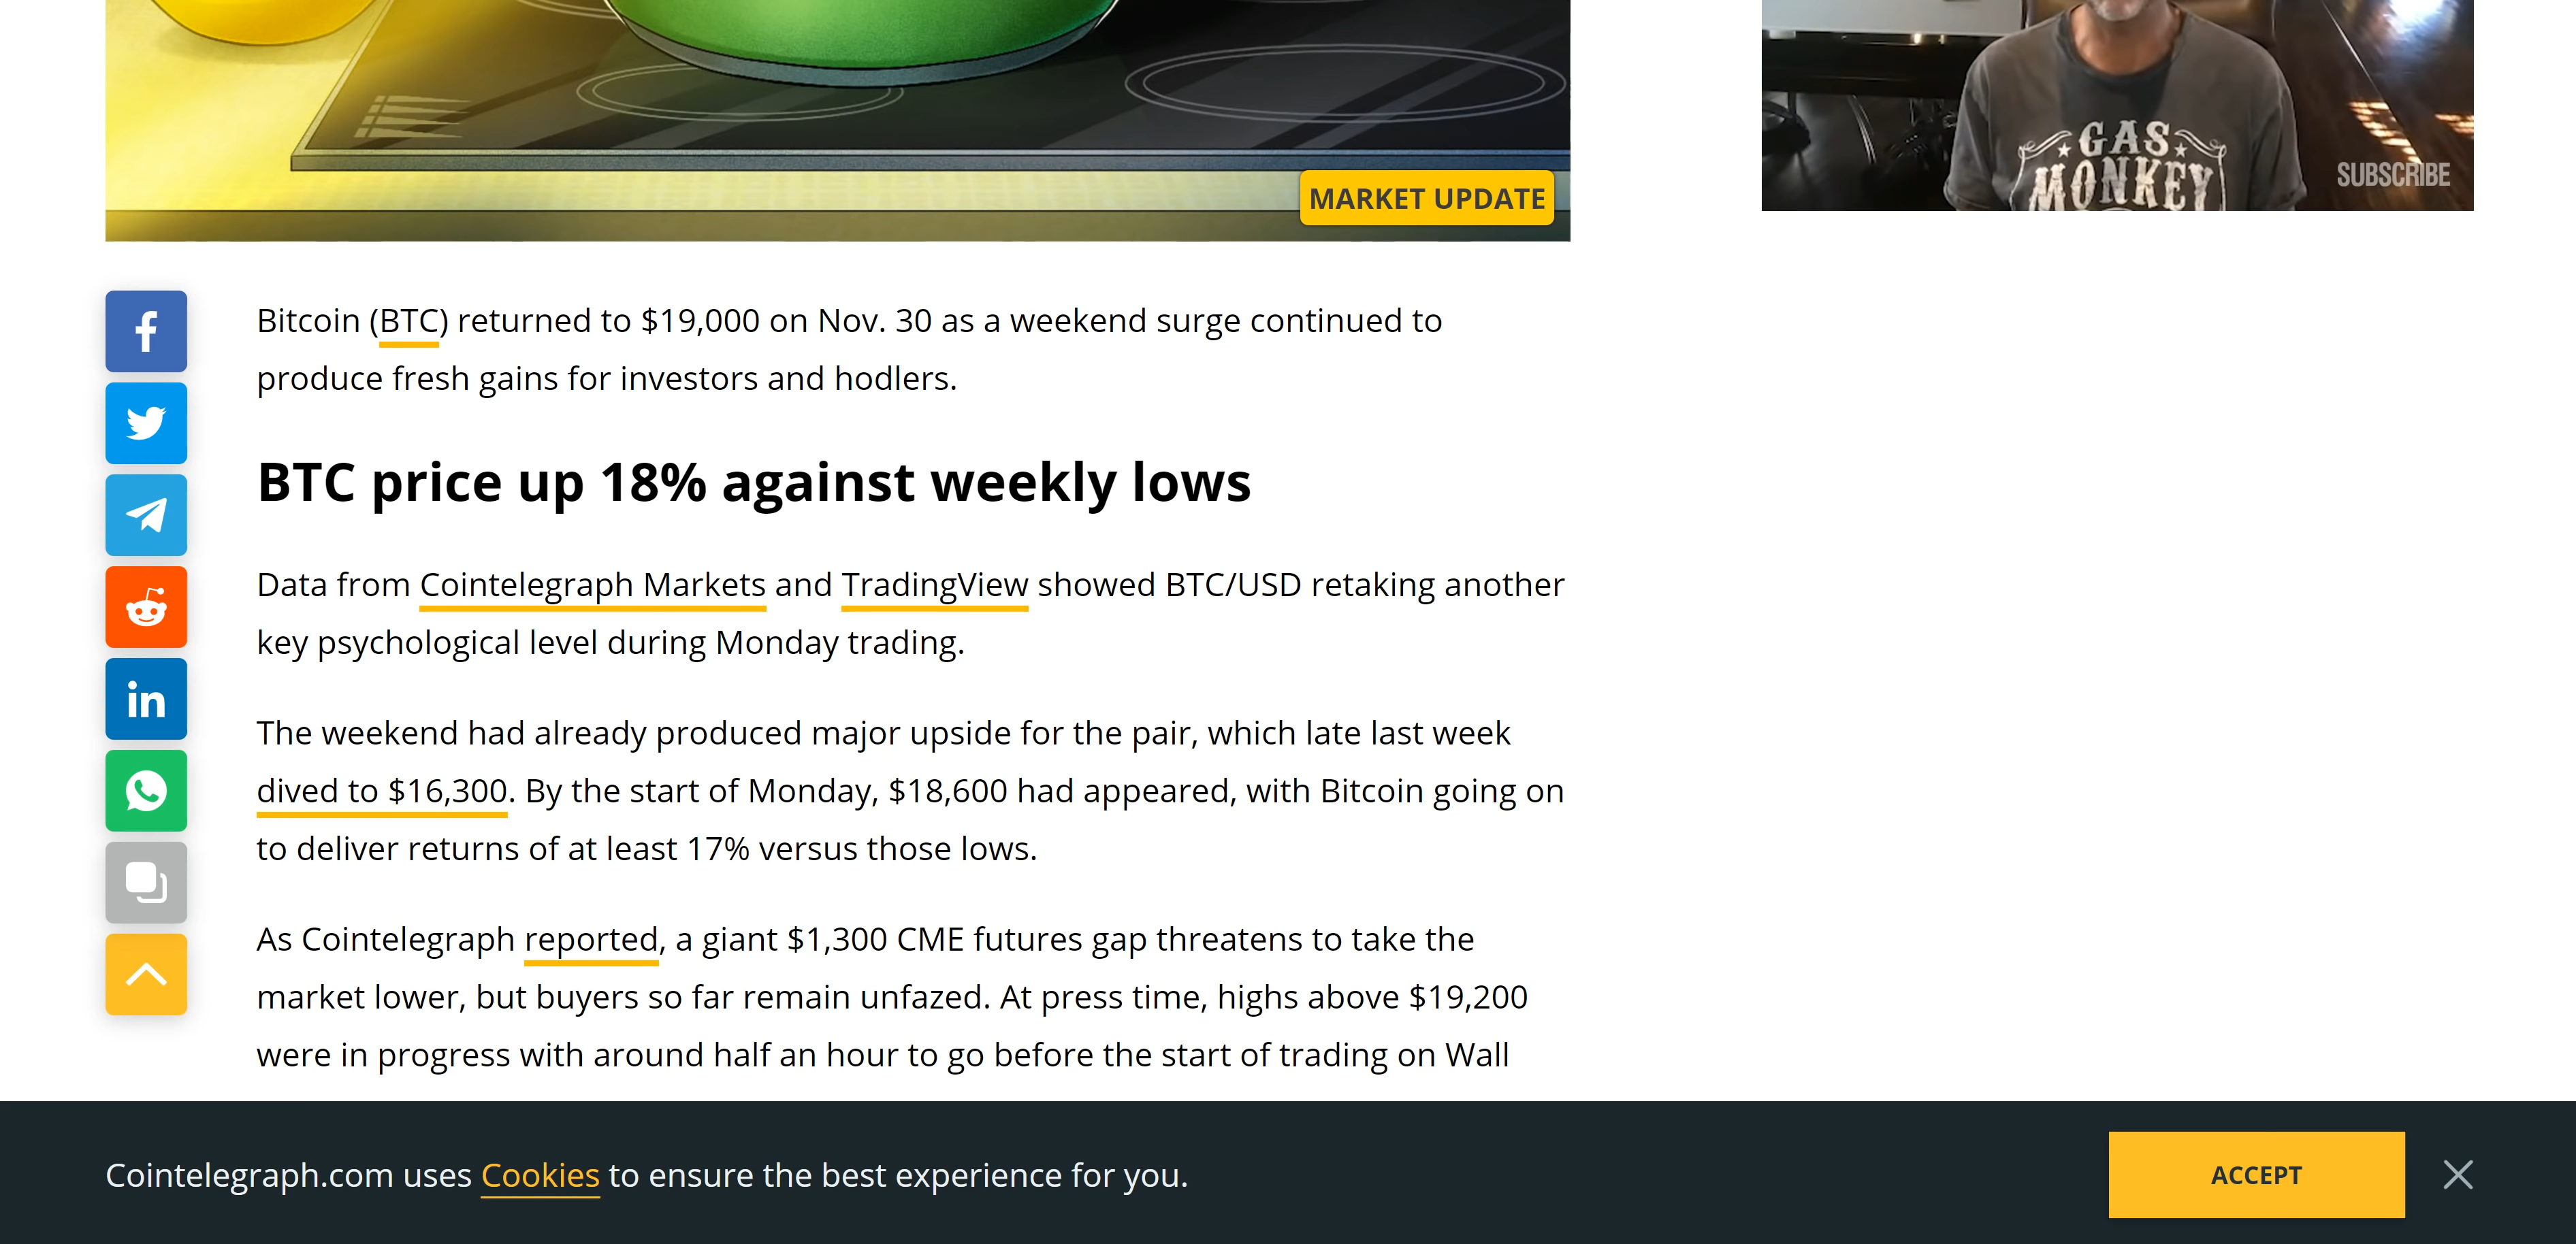 MARKET UPDATE
GAS
MONKEY
SUBSCRIBE
Bitcoin (BTC) returned to $19,000 on Nov. 30 as a weekend surge continued to
produce fresh gains for investors and hodlers.
BTC price up 18% against weekly lows
Data from Cointelegraph Markets and TradingView showed BTC/USD retaking another
key psychological level during Monday trading.
The weekend had already produced major upside for the pair, which late last week
dived to $16,300. By the start of Monday, $18,600 had appeared, with Bitcoin going on
to deliver returns of at least 17% versus those lows.
As Cointelegraph reported, a giant $1,300 CME futures gap threatens to take the
market lower, but buyers so far remain unfazed. At press time, highs above $19,200
were in progress with around half an hour to go before the start of trading on Wall
Cointelegraph.com uses Cookies to ensure the best experience for you.
ACCEPT